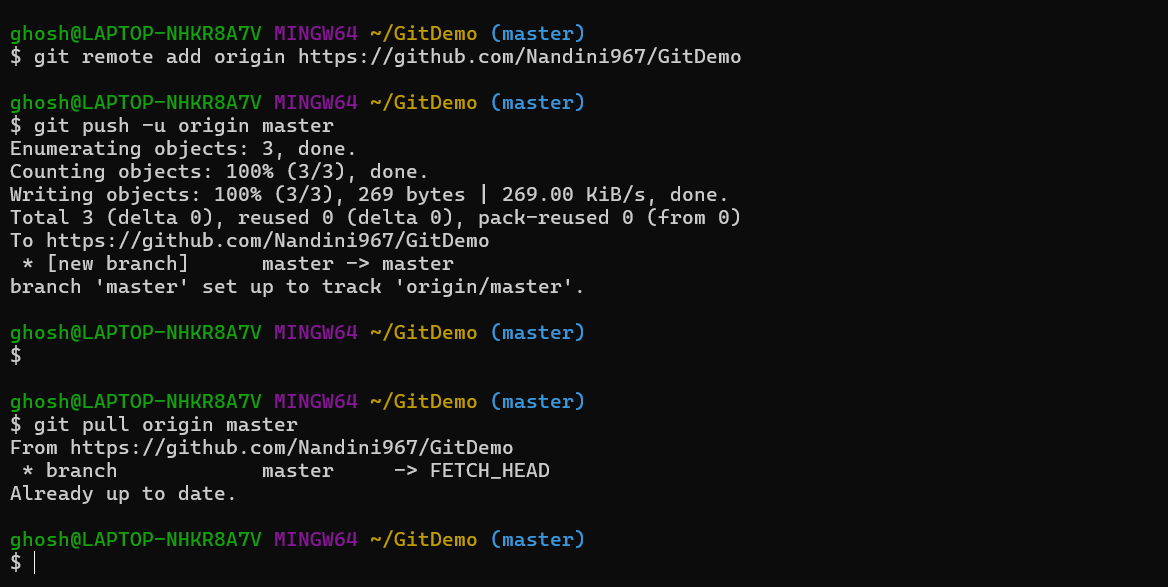 ghosh@LAPTOP-NHKR8A7V MINGW64 ~/GitDemo (master)
$ git remote add origin https://github.com/Nandini967/GitDemo
ghosh@LAPTOP-NHKR8A7V MINGW64 ~/GitDemo (master)
$ git push -u origin master
Enumerating objects: 3, done.
Counting objects: 100% (3/3), done.
Writing objects: 100% (3/3), 269 bytes | 269.00 KiB/s, done.
Total 3 (delta 0), reused 0 (delta 0), pack-reused 0 (from 0)
To https://github.com/Nandini967/GitDemo
 * [new branch]      master -> master
branch 'master' set up to track 'origin/master'.
ghosh@LAPTOP-NHKR8A7V MINGW64 ~/GitDemo (master)
$
ghosh@LAPTOP-NHKR8A7V MINGW64 ~/GitDemo (master)
$ git pull origin master
From https://github.com/Nandini967/GitDemo
 * branch            master     -> FETCH_HEAD
Already up to date.
ghosh@LAPTOP-NHKR8A7V MINGW64 ~/GitDemo (master)
$